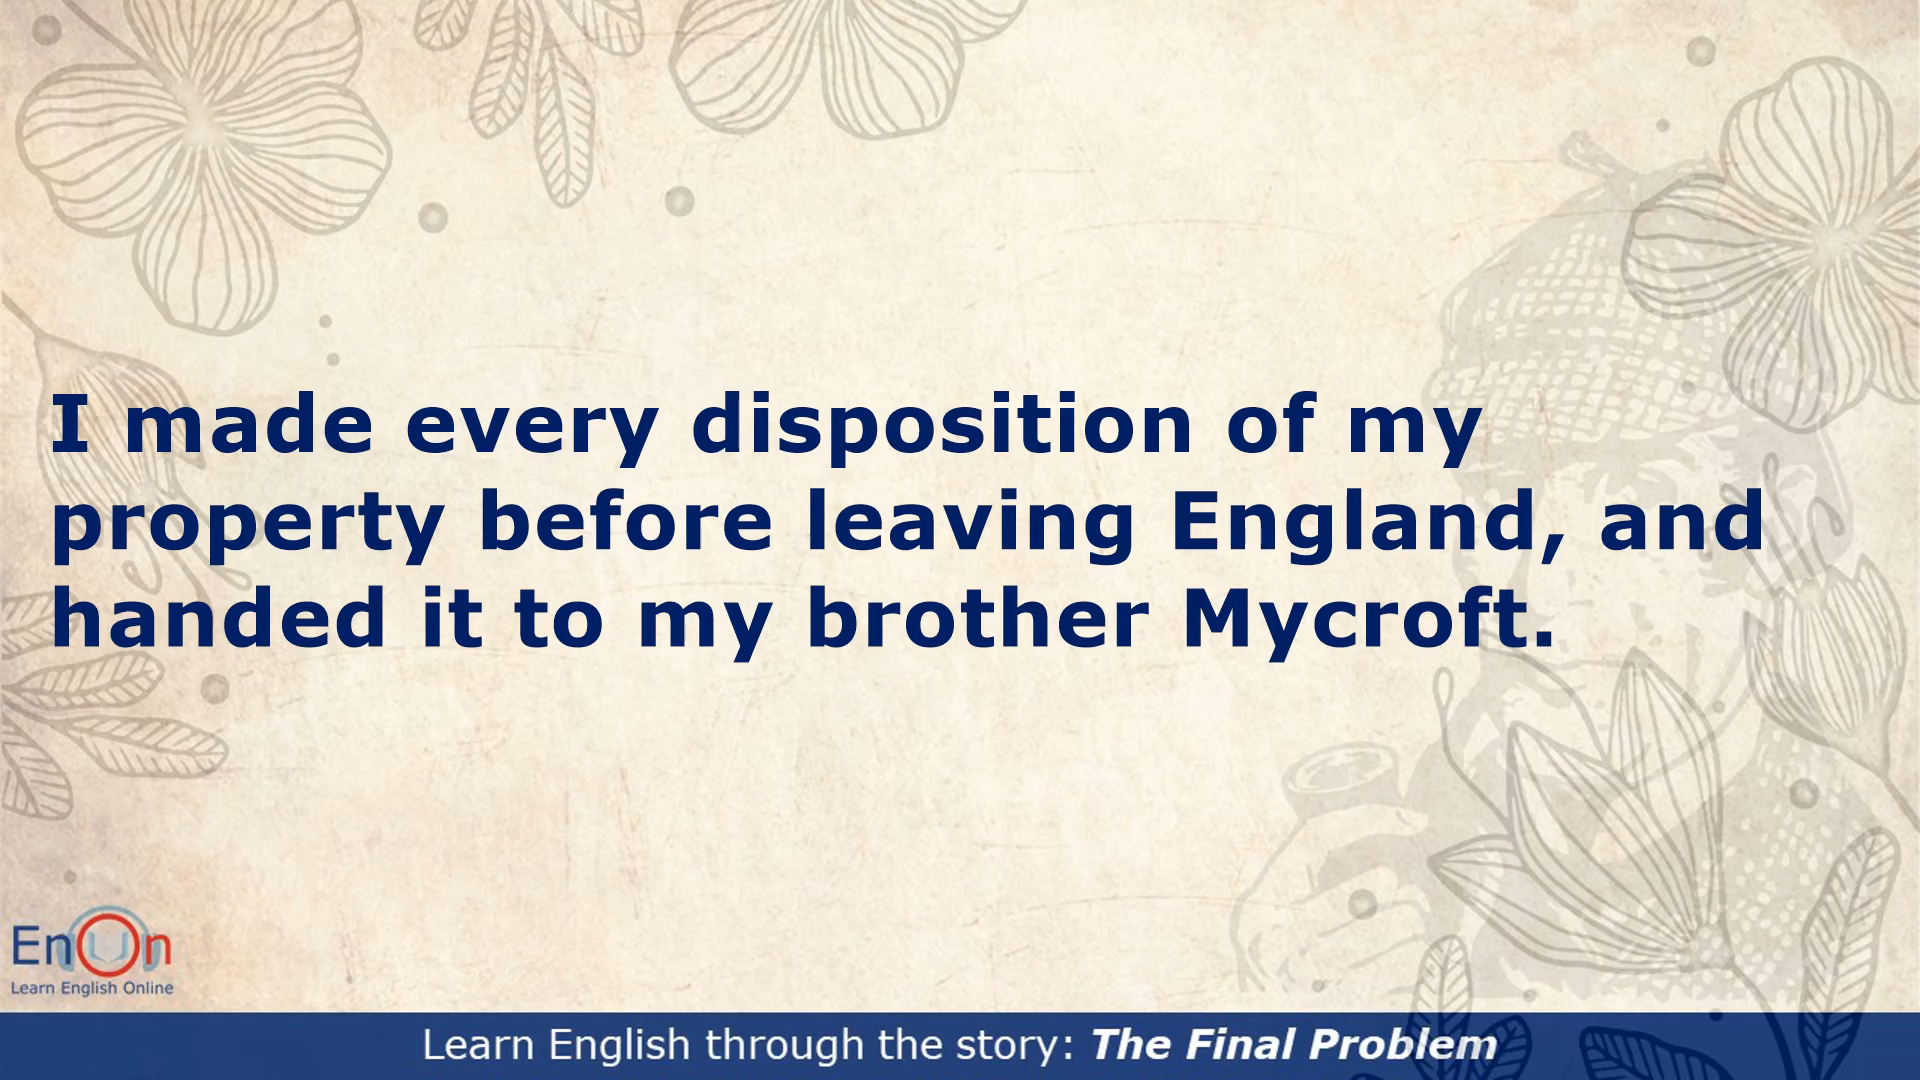 I made every disposition of my
property before leaving England, and
handed it to my brother Mycroft.
EnOn
Learn English Online
Learn English through the story: The Final Problem